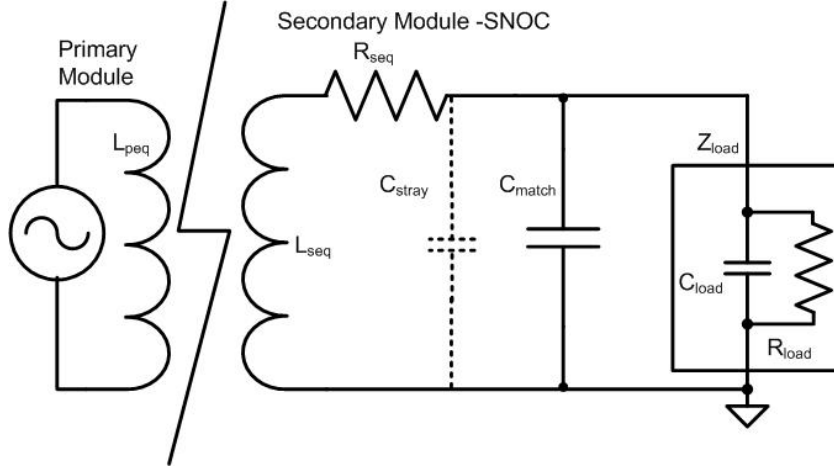 Secondary Module -SNOC
Primary
Module
Rseq
Lpeq
Zload
Cstray
Cmatch
Lseq
Cload
Rload